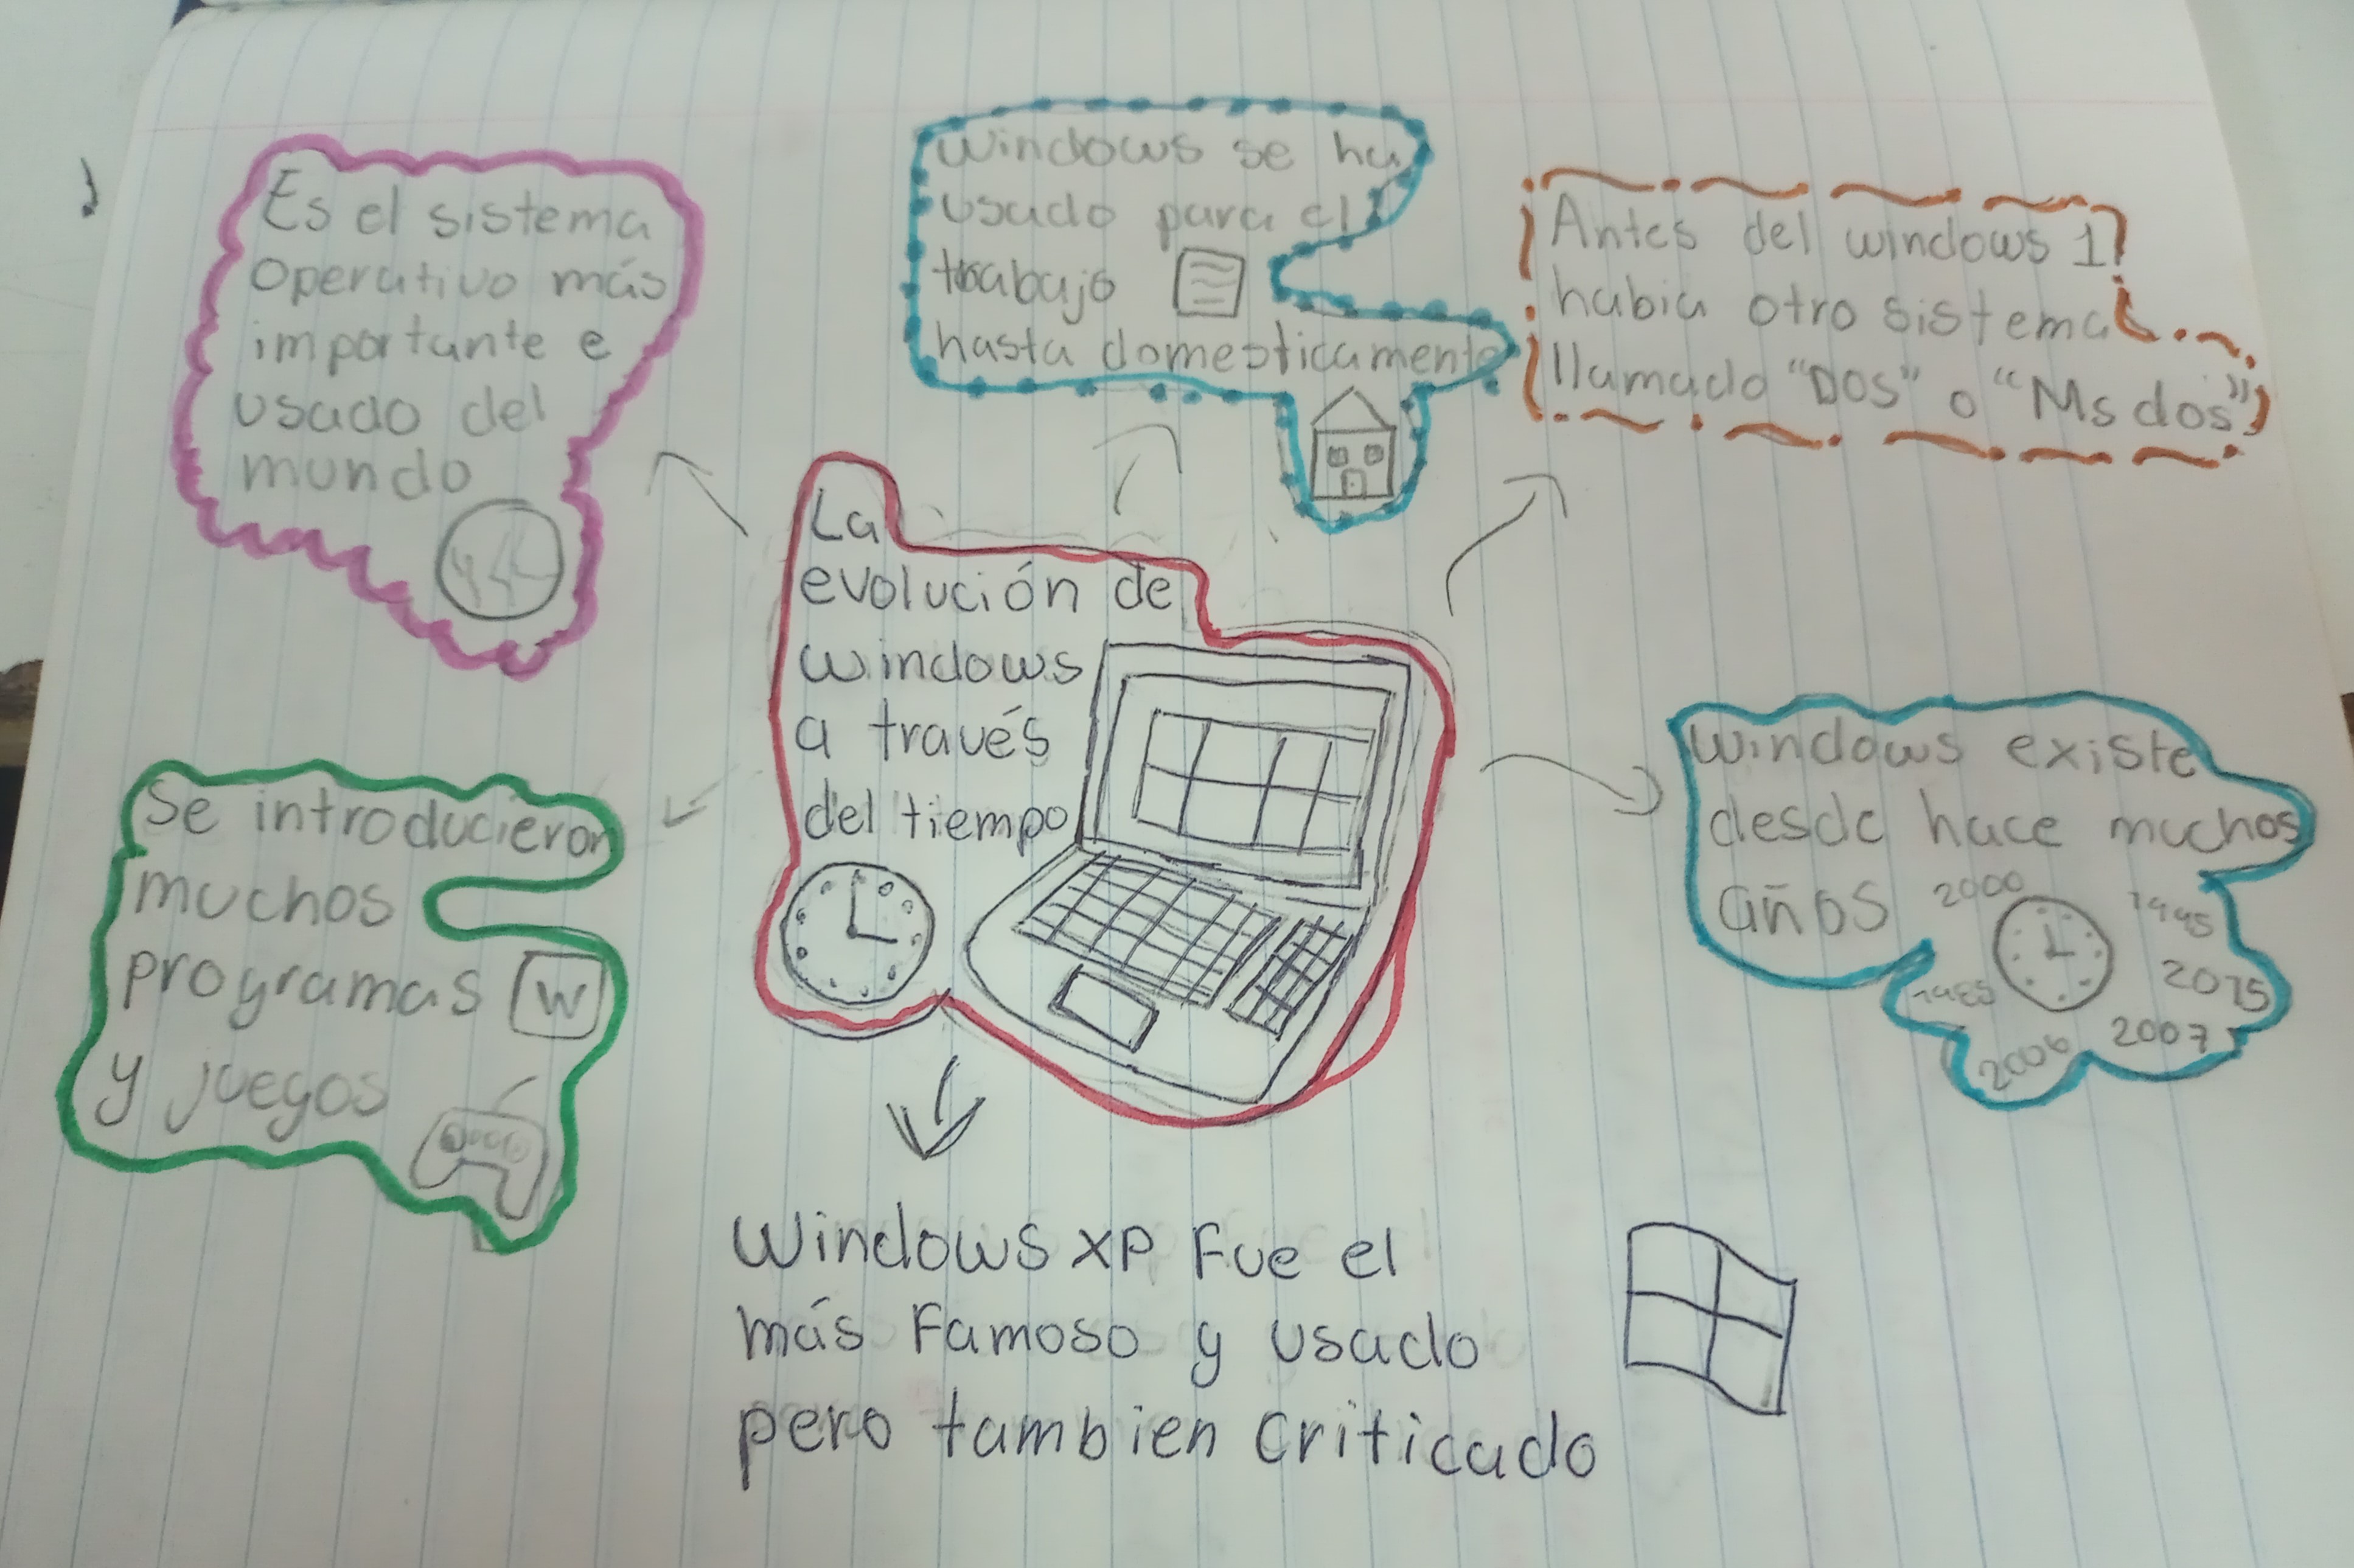 Es el sistema
Operativo más
importante e
usado del
mundo
Windows se ha
usado para el
trabajo
hasta domesticamente
Antes del windows 1
habia otro sistema
llamado "DOS" o "Ms dos"
La
evolución de
windows
a través
del tiempo
Se introducieron
muchos
programas W
y juegos
Windows existe
desde hace muchos
años
2000
2015
2007
2006
1985
Windows XP Fue el
más Famoso y usado
pero tambien Criticado